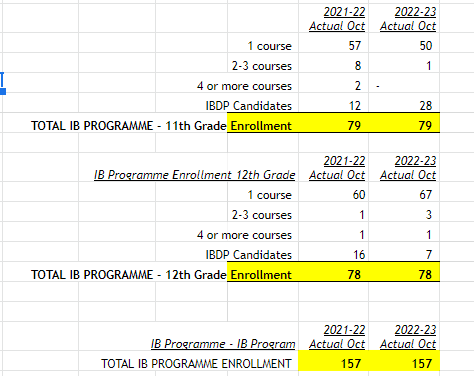 2021-22 2022-23
Actual Oct Actual Oct
1 course 57 50
2-3 courses 8 1
4 or more courses 2 -
IBDP Candidates 12 28
TOTAL IB PROGRAMME - 11th Grade Enrollment 79 79
2021-22 2022-23
IB Programme Enrollment 12th Grade Actual Oct Actual Oct
1 course 60 67
2-3 courses 1 3
4 or more courses 1 1
IBDP Candidates 16 7
TOTAL IB PROGRAMME - 12th Grade Enrollment 78 78
2021-22 2022-23
IB Programme - IB Program Actual Oct Actual Oct
TOTAL IB PROGRAMME ENROLLMENT 157 157